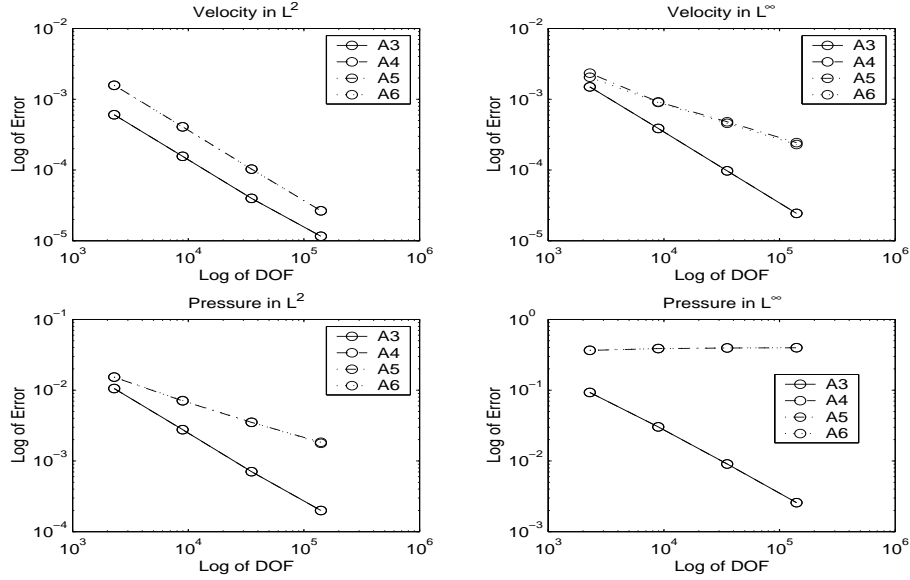 Velocity in L²
10⁻²
10⁻³
10⁻⁴
10⁻⁵
Log of Error
A3
A4
A5
A6
10³
10⁴
10⁵
10⁶
Log of DOF
Velocity in L∞
10⁻²
10⁻³
10⁻⁴
10⁻⁵
Log of Error
A3
A4
A5
A6
10³
10⁴
10⁵
10⁶
Log of DOF
Pressure in L²
10⁻¹
10⁻²
10⁻³
10⁻⁴
Log of Error
A3
A4
A5
A6
10³
10⁴
10⁵
10⁶
Log of DOF
Pressure in L∞
10⁰
10⁻¹
10⁻²
10⁻³
Log of Error
A3
A4
A5
A6
10³
10⁴
10⁵
10⁶
Log of DOF